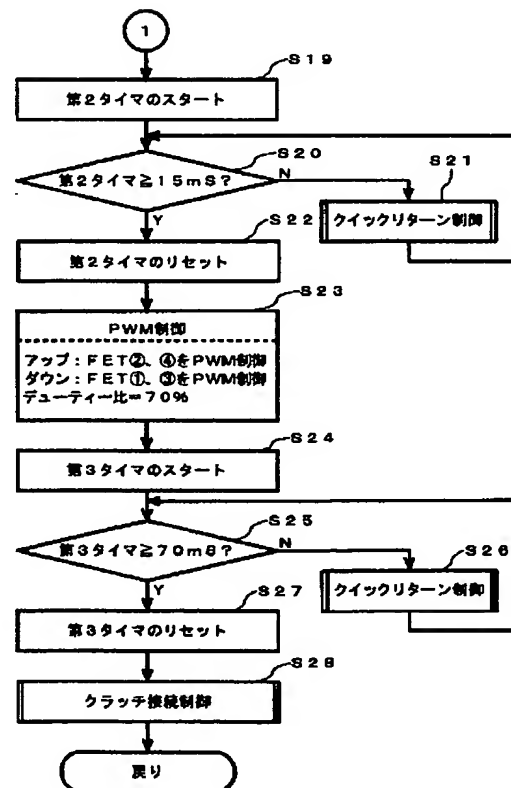 1
S19
第2タイマのスタート
S20
第2タイマ≧15mS?
N
S21
クイックリターン制御
Y
S22
第2タイマのリセット
S23
PWM制御
アップ:FET②、④をPWM制御
ダウン:FET①、③をPWM制御
デューティー比=70%
S24
第3タイマのスタート
S25
第3タイマ≧70mS?
N
S26
クイックリターン制御
Y
S27
第3タイマのリセット
S28
クラッチ接続制御
戻り